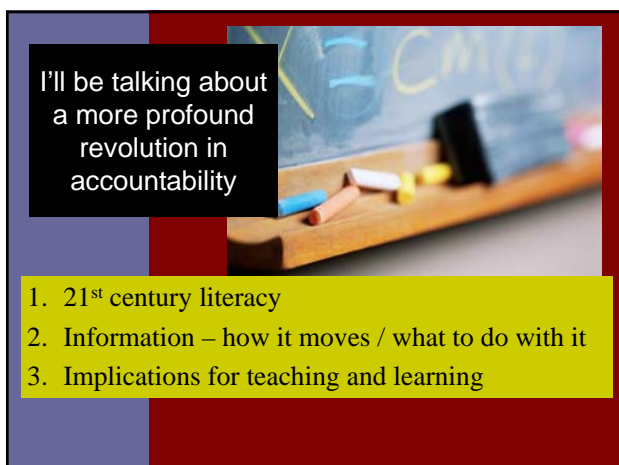 I'll be talking about
a more profound
revolution in
accountability
1. 21st century literacy
2. Information – how it moves / what to do with it
3. Implications for teaching and learning